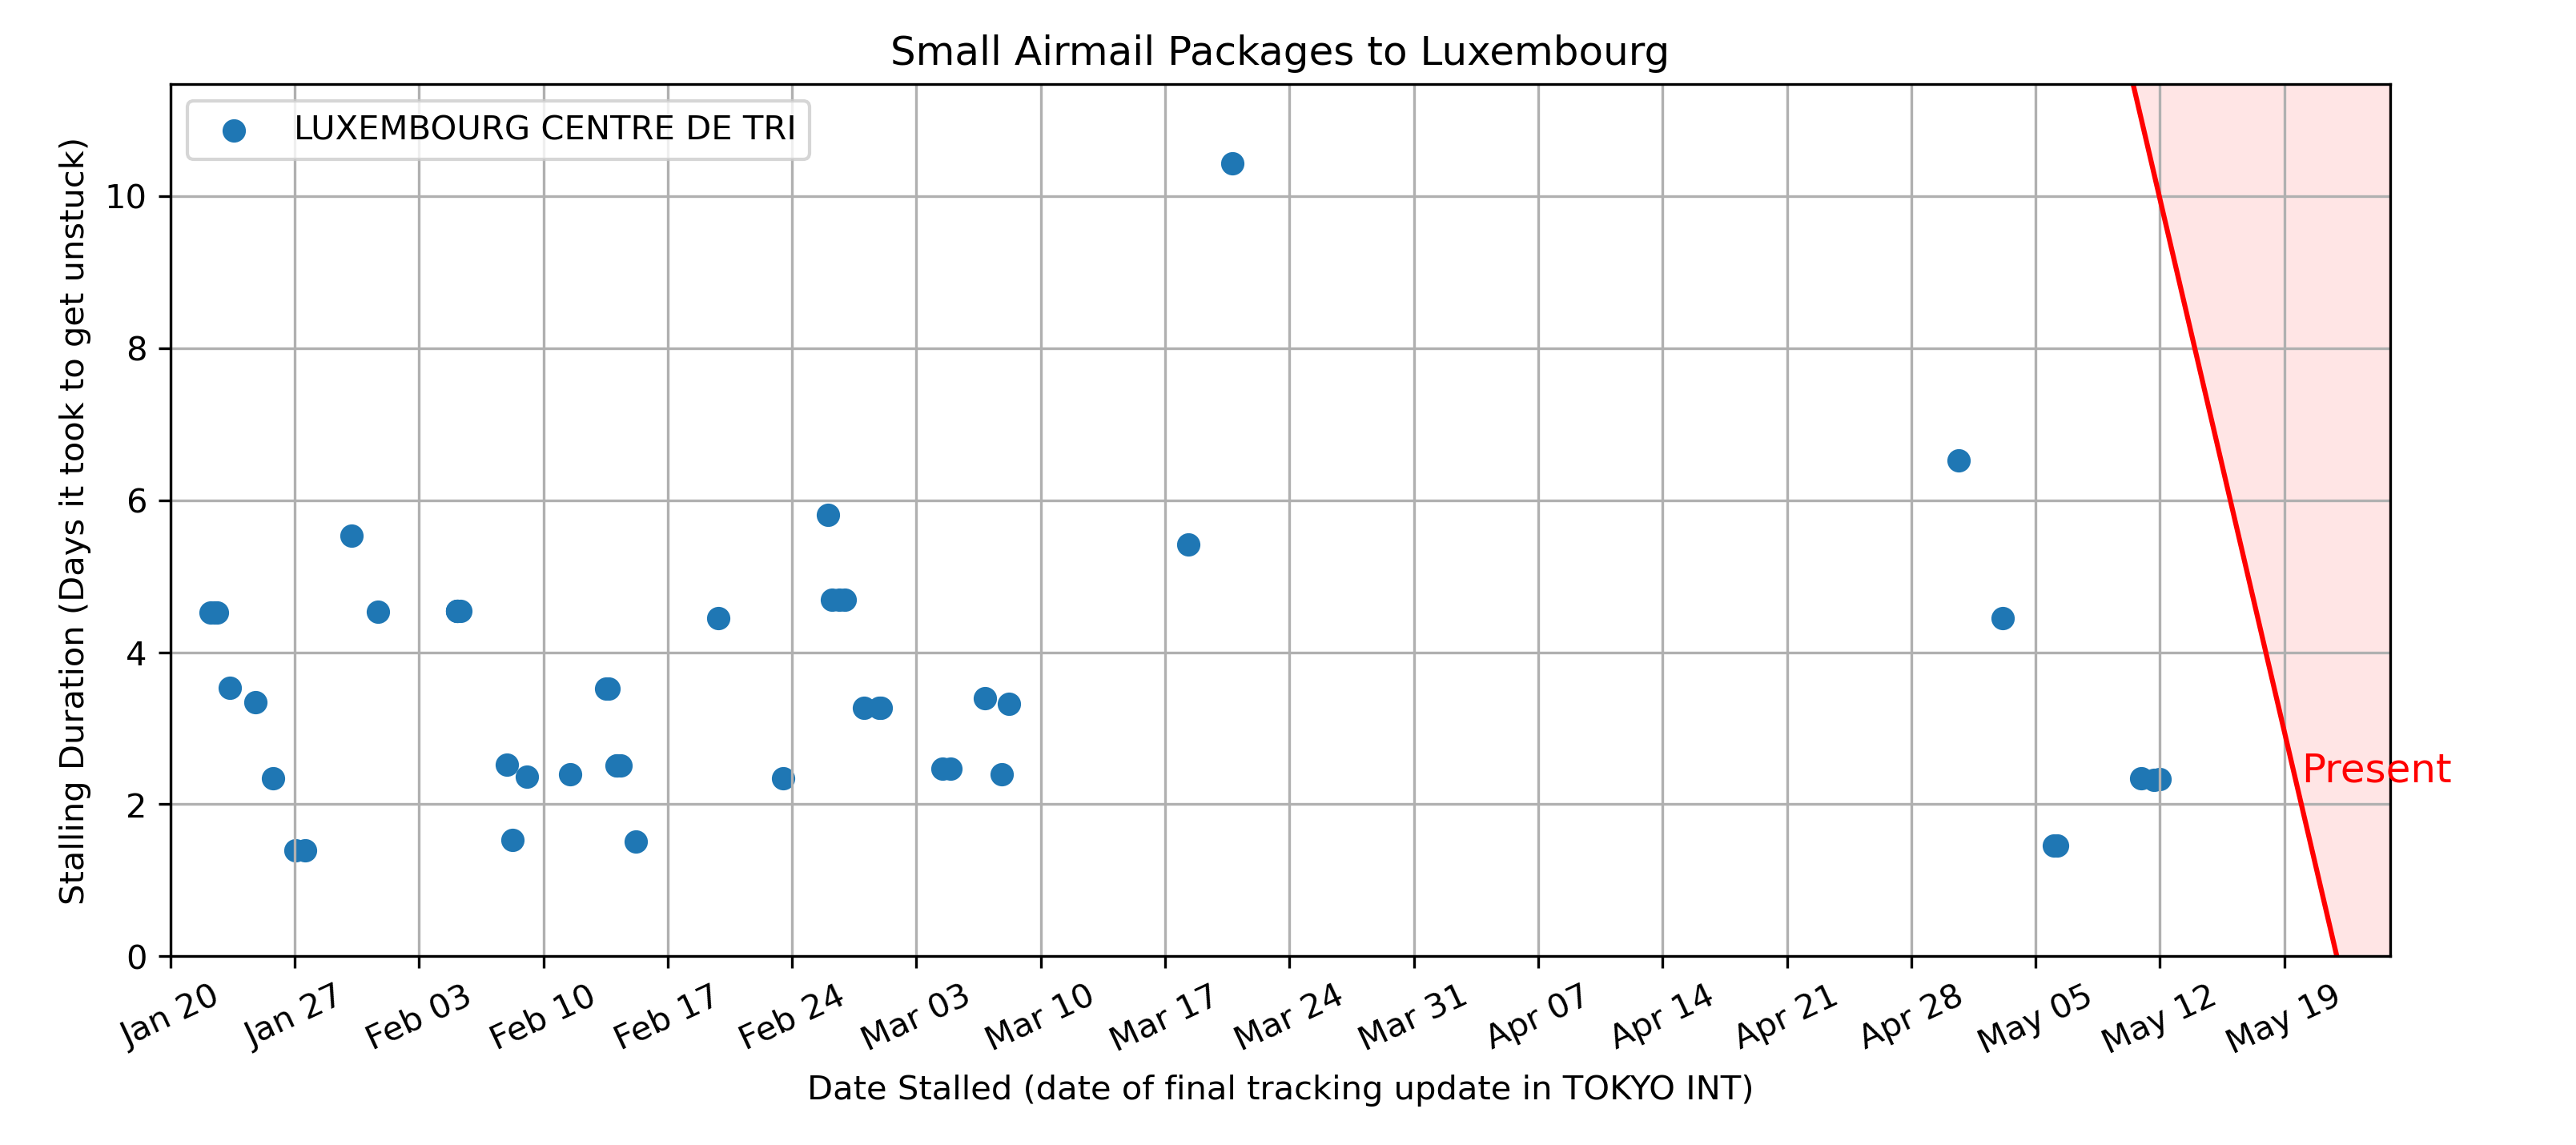 Small Airmail Packages to Luxembourg
LUXEMBOURG CENTRE DE TRI
Stalling Duration (Days it took to get unstuck)
10
8
6
4
2
0
Present
Jan 20
Jan 27
Feb 03
Feb 10
Feb 17
Feb 24
Mar 03
Mar 10
Mar 17
Mar 24
Mar 31
Apr 07
Apr 14
Apr 21
Apr 28
May 05
May 12
May 19
Date Stalled (date of final tracking update in TOKYO INT)